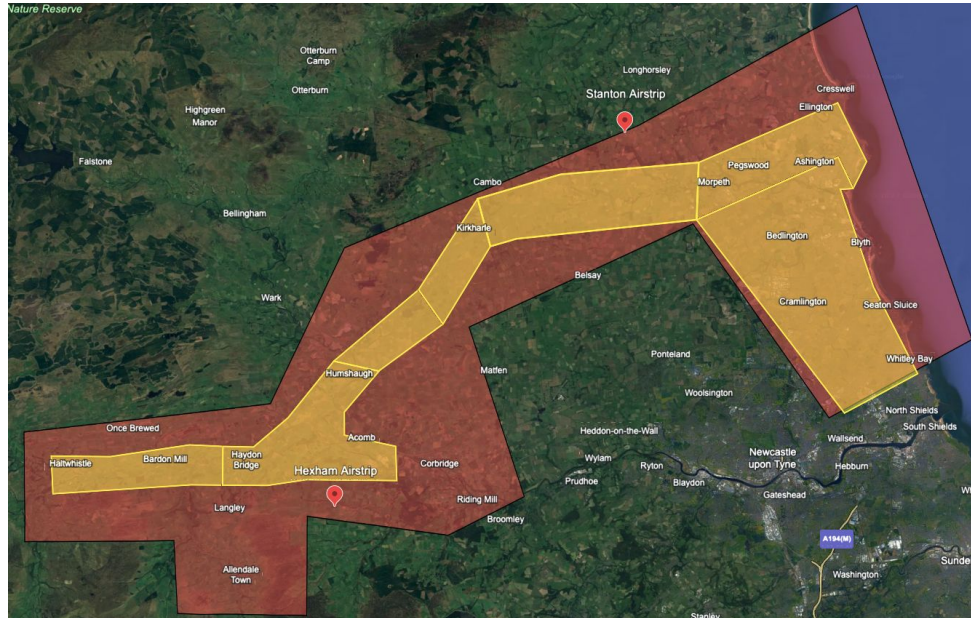 Nature Reserve
Otterburn
Camp
Longhorsley
Otterburn
Stanton Airstrip
Cresswell
Highgreen
Manor
Ellington
Falstone
Pegswood
Ashington
Cambo
Morpeth
Bellingham
Kirkharle
Bedlington
Blyth
Belsay
Wark
Cramlington
Seaton Sluice
Ponteland
Whitley Bay
Humshaugh
Matfen
Woolsington
North Shields
Once Brewed
Heddon-on-the-Wall
South Shields
Acomb
Wallsend
Haltwhistle
Bardon Mill
Haydon
Bridge
Hexham Airstrip
Corbridge
Wylam
Ryton
Newcastle
upon Tyne
Hebburn
Prudhoe
Blaydon
Gateshead
Langley
Riding Mill
Broomley
A194(M)
Allendale
Town
Washington
Sunde
Stanley